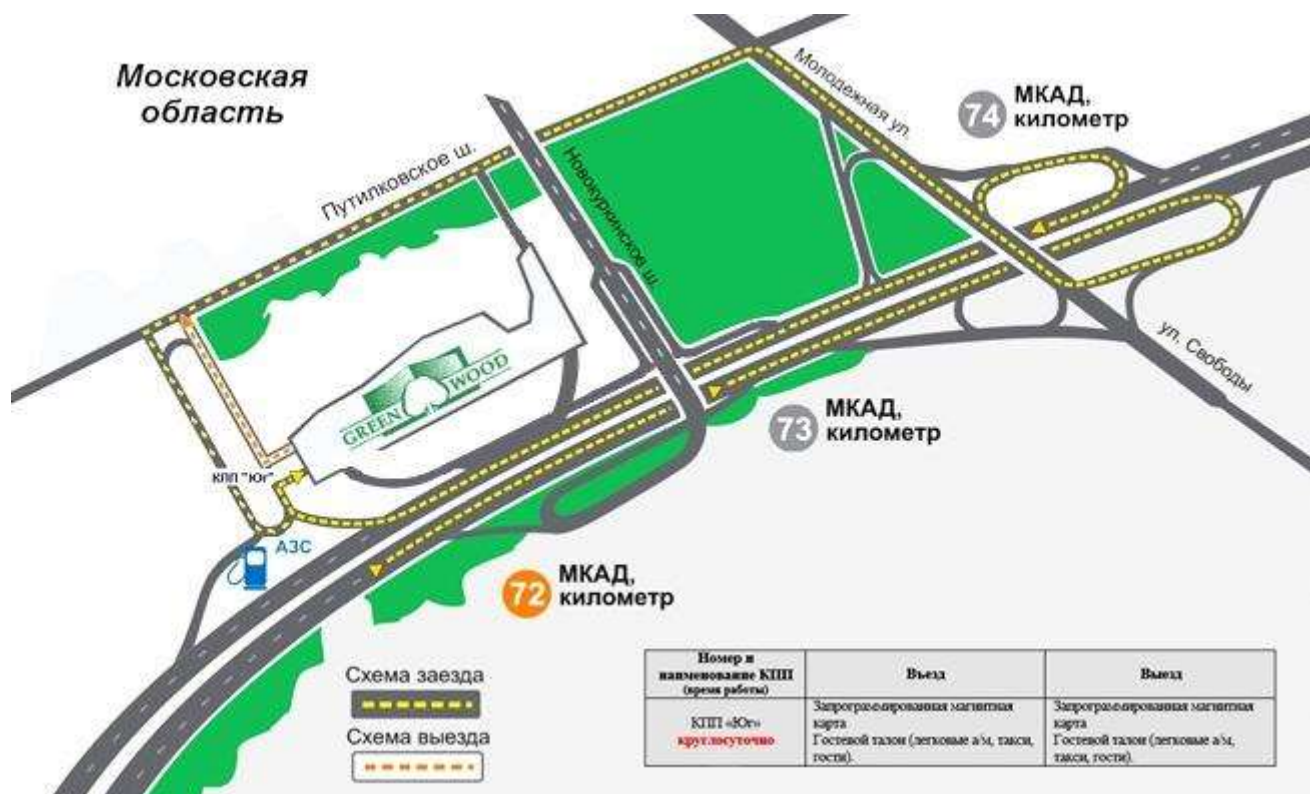 Московская
область
Путилковское ш.
Новокуркинское ш.
Молодежная ул.
74
МКАД,
километр
ул. Свободы
GREEN WOOD
73
МКАД,
километр
КПП "Юг"
АЗС
72
МКАД,
километр
Схема заезда
Схема выезда
Номер и
наименование КПП
(время работы)
Въезд
Выезд
КПП «Юг»
круглосуточно
Запрограммированная магнитная
карта
Гостевой талон (легковые а/м, такси,
гости).
Запрограммированная магнитная
карта
Гостевой талон (легковые а/м,
такси, гости).